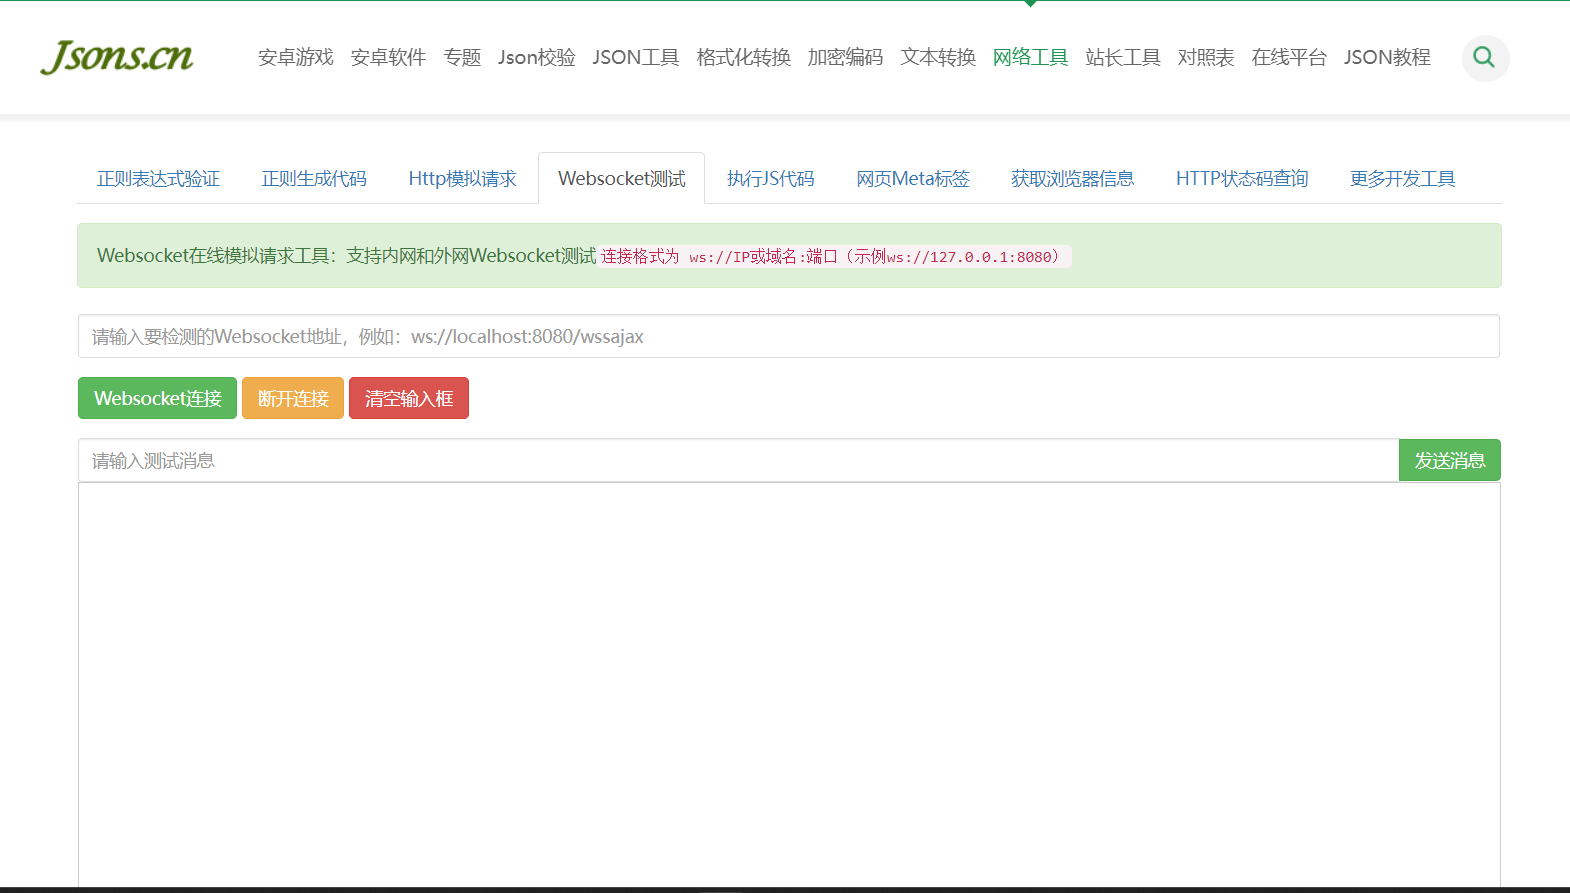 Jsons.cn
安卓游戏 安卓软件 专题 Json校验 JSON工具 格式化转换 加密编码 文本转换 网络工具 站长工具 对照表 在线平台 JSON教程
正则表达式验证 正则生成代码 Http模拟请求 Websocket测试 执行JS代码 网页Meta标签 获取浏览器信息 HTTP状态码查询 更多开发工具
Websocket在线模拟请求工具：支持内网和外网Websocket测试 连接格式为 ws://IP或域名:端口（示例ws://127.0.0.1:8080）
请输入要检测的Websocket地址，例如：ws://localhost:8080/wssajax
Websocket连接 断开连接 清空输入框
请输入测试消息 发送消息